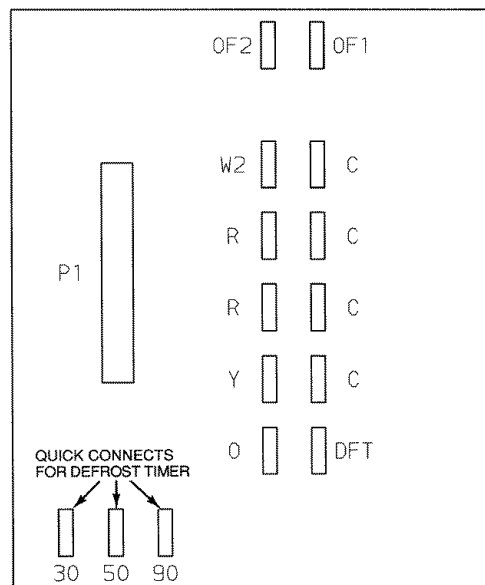 OF2 OF1
W2 C
R C
P1
R C
Y C
O DFT
QUICK CONNECTS
FOR DEFROST TIMER
30 50 90